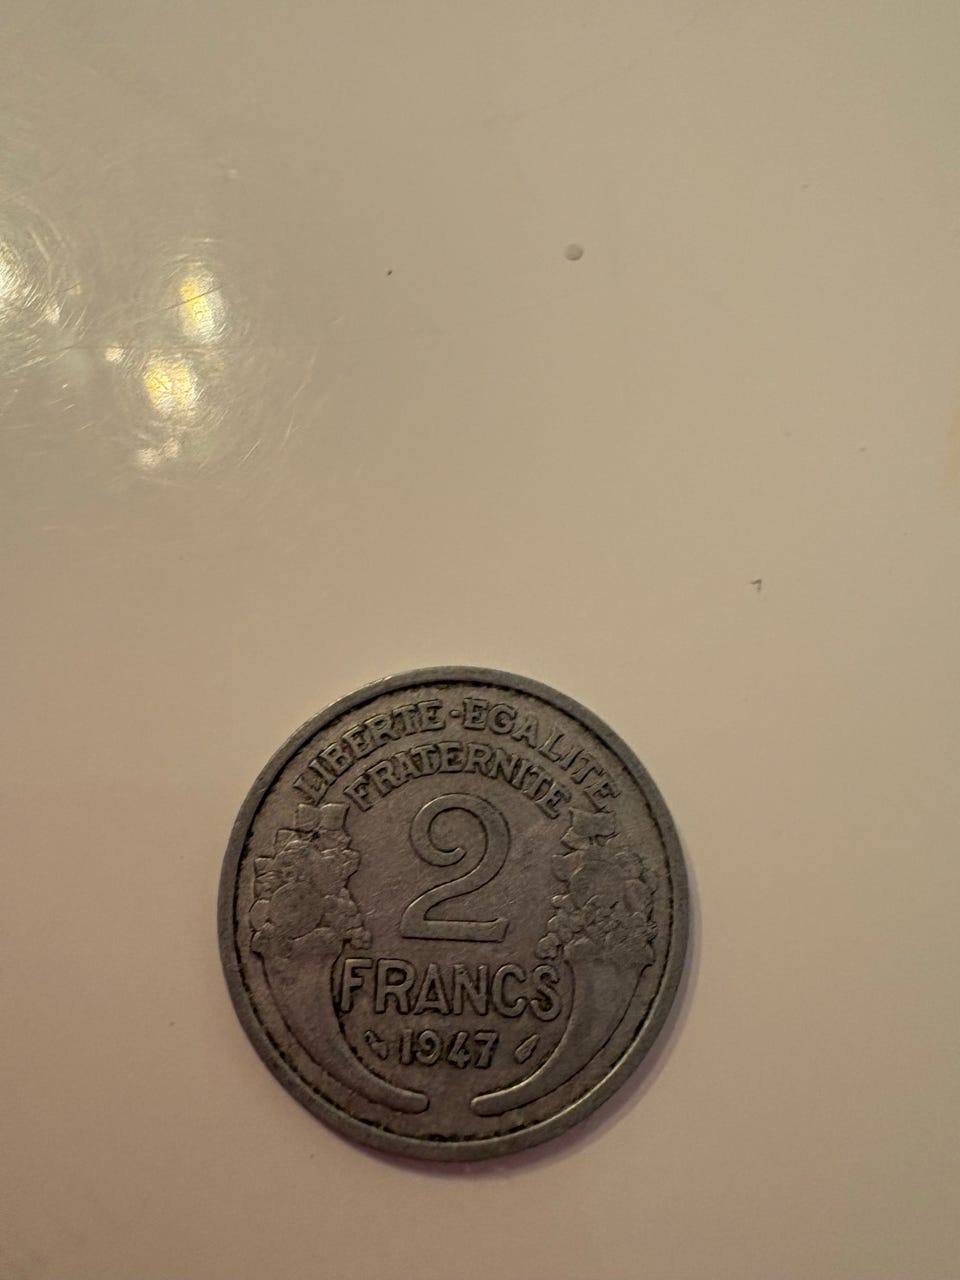 LIBERTE·EGALITE
FRATERNITE
2
FRANCS
1947